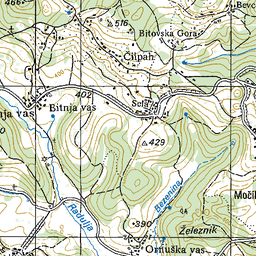 466
516
Bevc
Bitovska Gora
Čilpah
402
Sela
Bitnja vas
nja vas
429
Bezenina
Radulja
Močil
390
Železnik
Ornuška vas